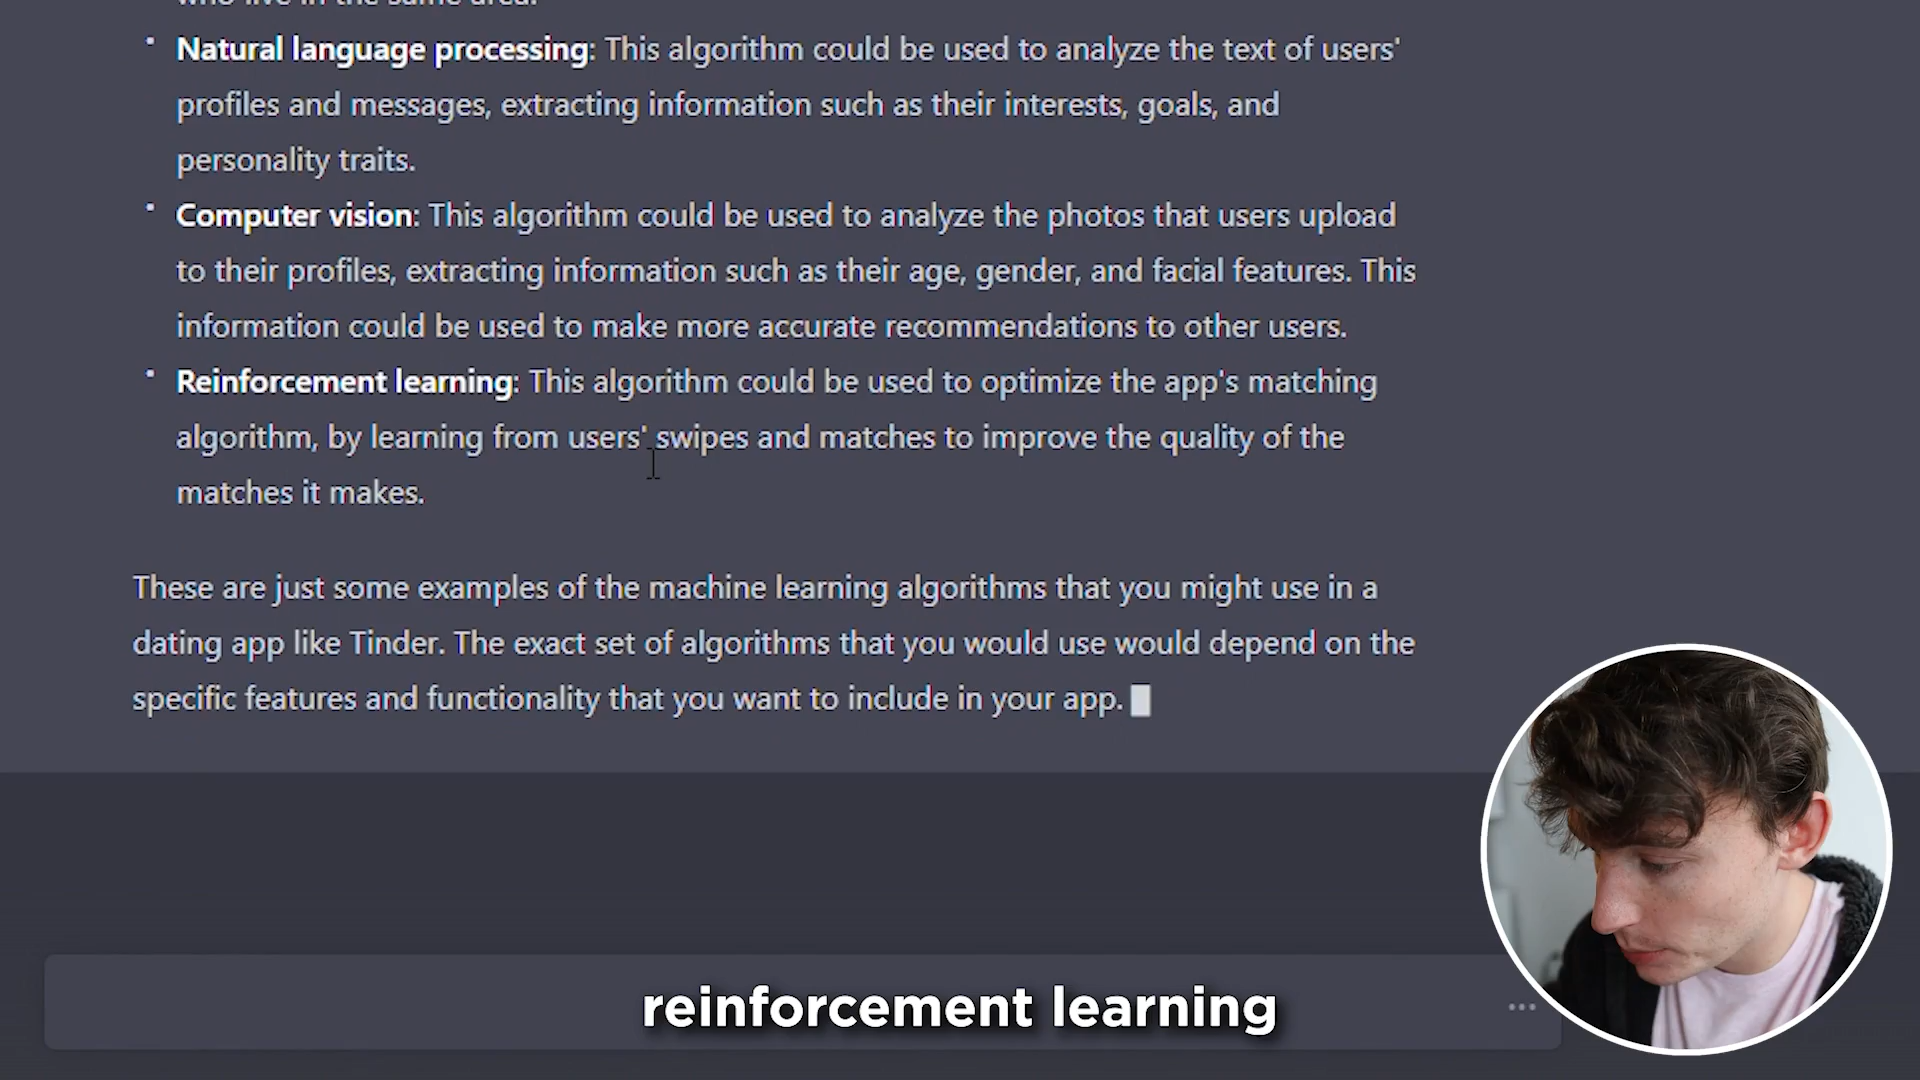 who live in the same area.
• Natural language processing: This algorithm could be used to analyze the text of users'
profiles and messages, extracting information such as their interests, goals, and
personality traits.
• Computer vision: This algorithm could be used to analyze the photos that users upload
to their profiles, extracting information such as their age, gender, and facial features. This
information could be used to make more accurate recommendations to other users.
• Reinforcement learning: This algorithm could be used to optimize the app's matching
algorithm, by learning from users' swipes and matches to improve the quality of the
matches it makes.
These are just some examples of the machine learning algorithms that you might use in a
dating app like Tinder. The exact set of algorithms that you would use would depend on the
specific features and functionality that you want to include in your app.
reinforcement learning